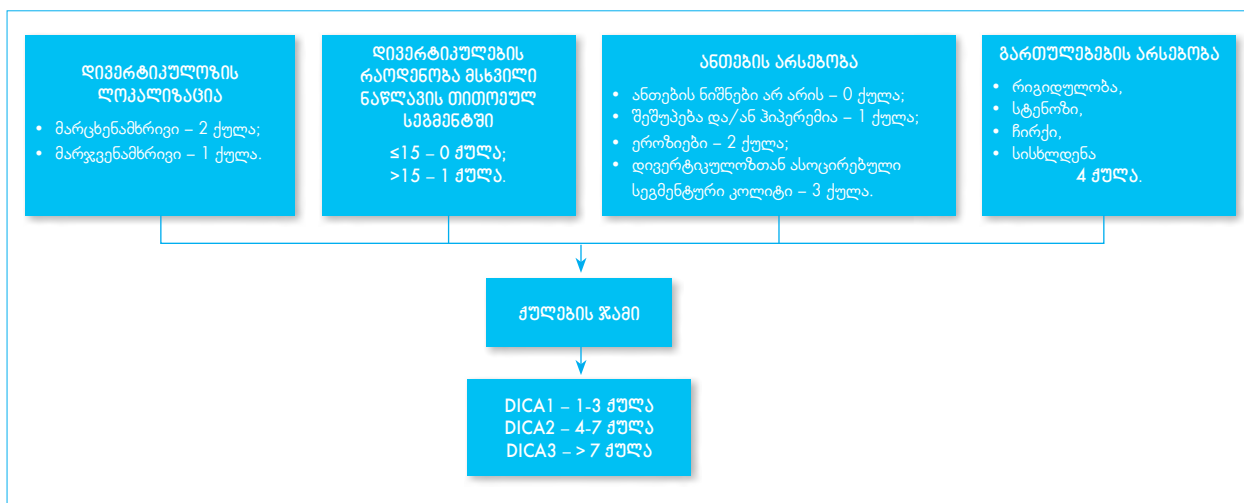 დივერტიკულოზის
ლოკალიზაცია
• მარცხენამხრივი – 2 ქულა;
• მარჯვენამხრივი – 1 ქულა.
დივერტიკულების
რაოდენობა მსხვილი
ნაწლავის თითოეულ
სეგმენტში
≤15 – 0 ქულა;
>15 – 1 ქულა.
ანთების არსებობა
• ანთების ნიშნები არ არის – 0 ქულა;
• შეშუპება და/ან ჰიპერემია – 1 ქულა;
• ეროზიები – 2 ქულა;
• დივერტიკულოზთან ასოცირებული
სეგმენტური კოლიტი – 3 ქულა.
გართულებების არსებობა
• რიგიდულობა,
• სტენოზი,
• ჩირქი,
• სისხლდენა
4 ქულა.
ქულების ჯამი
DICA1 – 1-3 ქულა
DICA2 – 4-7 ქულა
DICA3 – > 7 ქულა